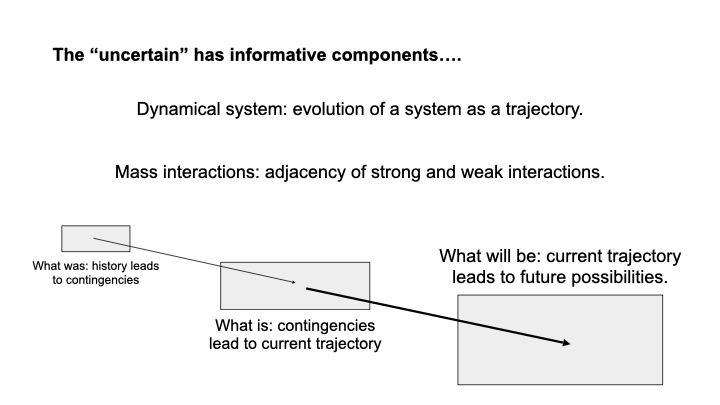 The “uncertain” has informative components….
Dynamical system: evolution of a system as a trajectory.
Mass interactions: adjacency of strong and weak interactions.
What was: history leads
to contingencies
What is: contingencies
lead to current trajectory
What will be: current trajectory
leads to future possibilities.